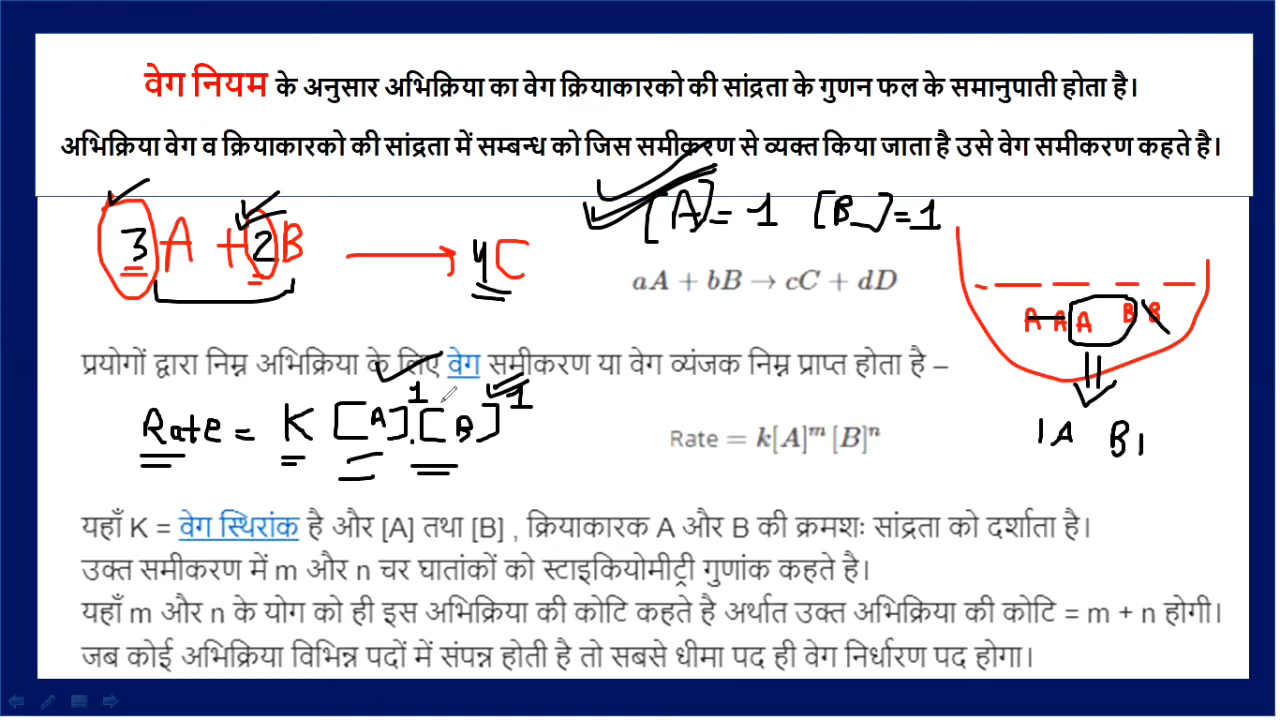 वेग नियम के अनुसार अभिक्रिया का वेग क्रियाकारको की सांद्रता के गुणन फल के समानुपाती होता है।
अभिक्रिया वेग व क्रियाकारको की सांद्रता में सम्बन्ध को जिस समीकरण से व्यक्त किया जाता है उसे वेग समीकरण कहते है।
[A] = 1 [B] = 1
3A + 2B → 4C
aA + bB → cC + dD
A A A B B
प्रयोगों द्वारा निम्न अभिक्रिया के लिए वेग समीकरण या वेग व्यंजक निम्न प्राप्त होता है –
Rate = K [A]¹.[B]¹
Rate = k[A]ᵐ [B]ⁿ
1A B1
यहाँ K = वेग स्थिरांक है और [A] तथा [B] , क्रियाकारक A और B की क्रमशः सांद्रता को दर्शाता है।
उक्त समीकरण में m और n चर घातांकों को स्टाइकियोमीट्री गुणांक कहते है।
यहाँ m और n के योग को ही इस अभिक्रिया की कोटि कहते है अर्थात उक्त अभिक्रिया की कोटि = m + n होगी।
जब कोई अभिक्रिया विभिन्न पदों में संपन्न होती है तो सबसे धीमा पद ही वेग निर्धारण पद होगा।